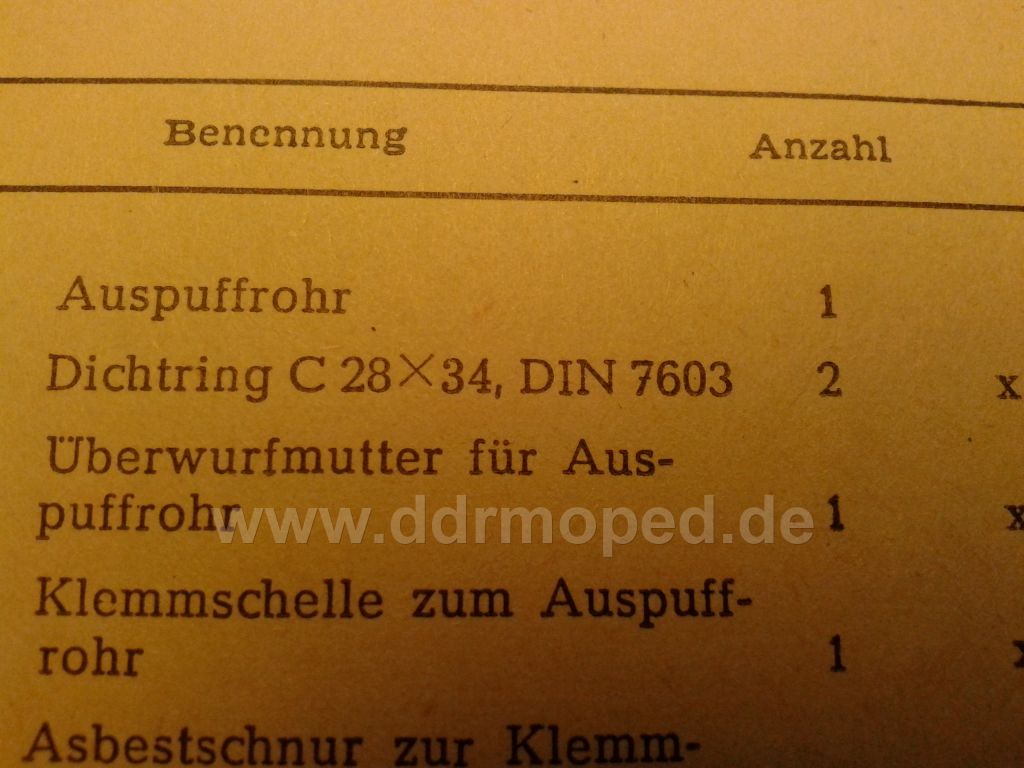 Benennung Anzahl
Auspuffrohr 1
Dichtring C 28×34, DIN 7603 2 x
Überwurfmutter für Aus-
puffrohr 1 x
www.ddrmoped.de
Klemmschelle zum Auspuff-
rohr 1 x
Asbestschnur zur Klemm-